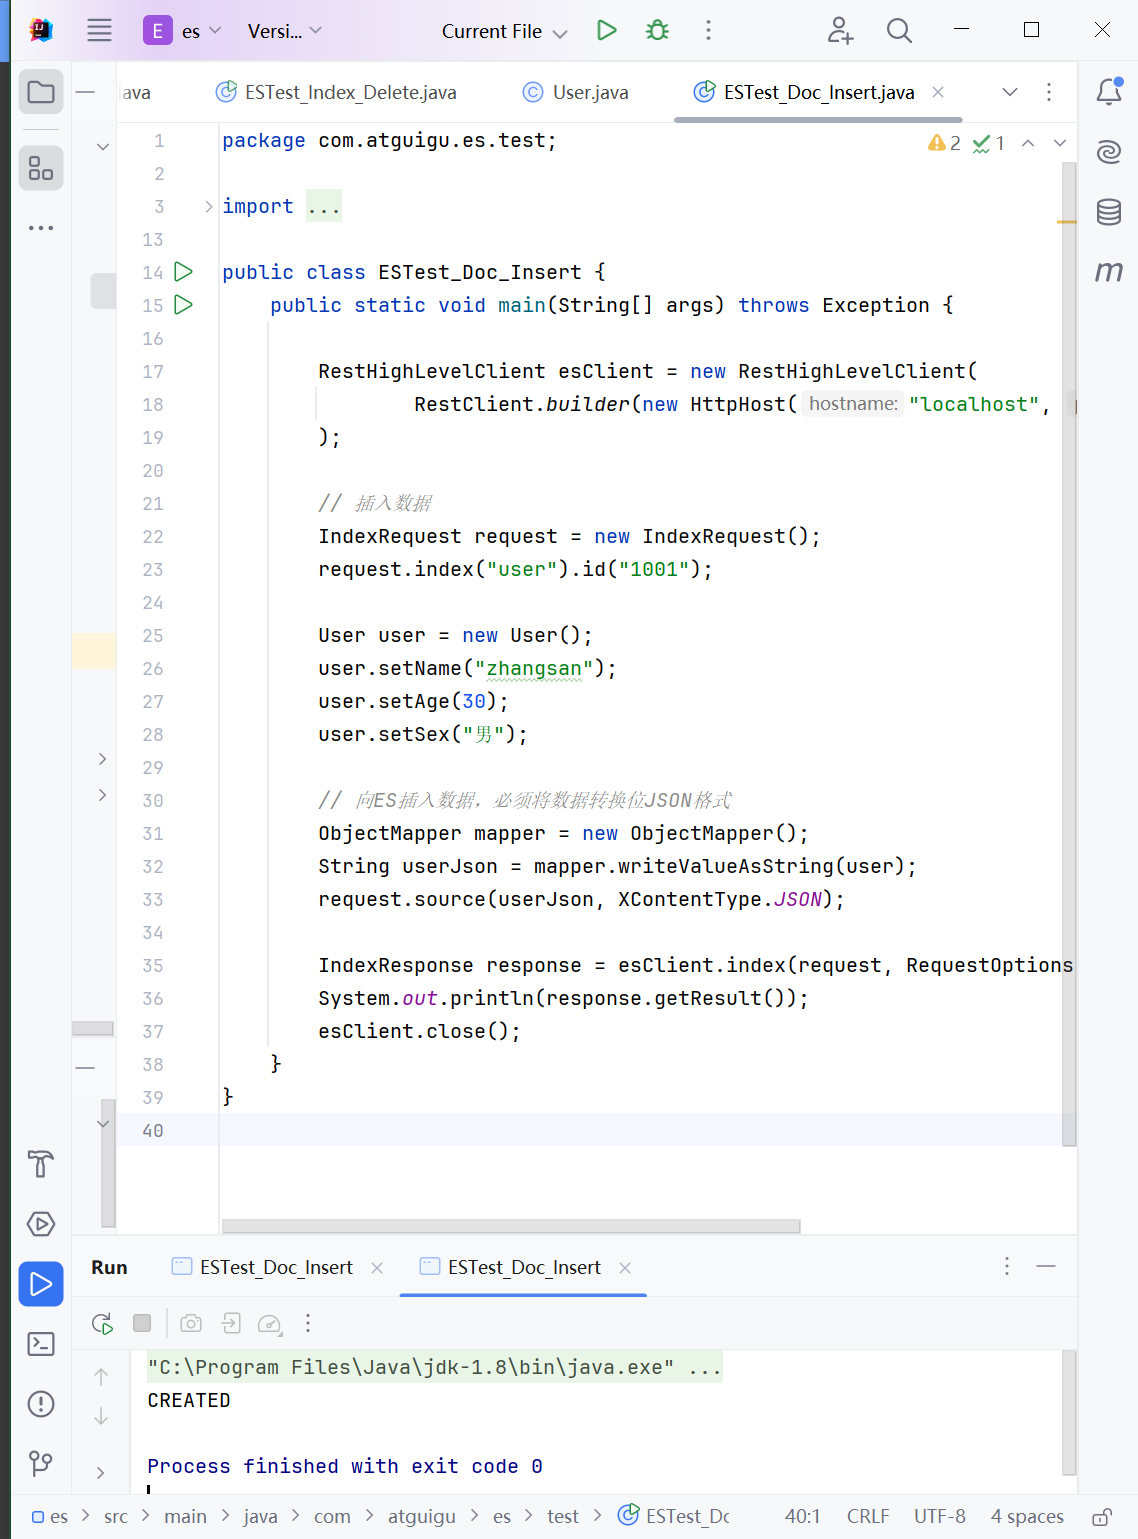 E es Versi... Current File
java ESTest_Index_Delete.java User.java ESTest_Doc_Insert.java
1 package com.atguigu.es.test; 2 1
2
3 import ...
13
14 public class ESTest_Doc_Insert {
15 public static void main(String[] args) throws Exception {
16
17 RestHighLevelClient esClient = new RestHighLevelClient(
18 RestClient.builder(new HttpHost( hostname: "localhost",
19 );
20
21 // 插入数据
22 IndexRequest request = new IndexRequest();
23 request.index("user").id("1001");
24
25 User user = new User();
26 user.setName("zhangsan");
27 user.setAge(30);
28 user.setSex("男");
29
30 // 向ES插入数据，必须将数据转换位JSON格式
31 ObjectMapper mapper = new ObjectMapper();
32 String userJson = mapper.writeValueAsString(user);
33 request.source(userJson, XContentType.JSON);
34
35 IndexResponse response = esClient.index(request, RequestOptions
36 System.out.println(response.getResult());
37 esClient.close();
38 }
39 }
40
Run ESTest_Doc_Insert ESTest_Doc_Insert
"C:\Program Files\Java\jdk-1.8\bin\java.exe" ...
CREATED
Process finished with exit code 0
es > src > main > java > com > atguigu > es > test > ESTest_Do 40:1 CRLF UTF-8 4 spaces